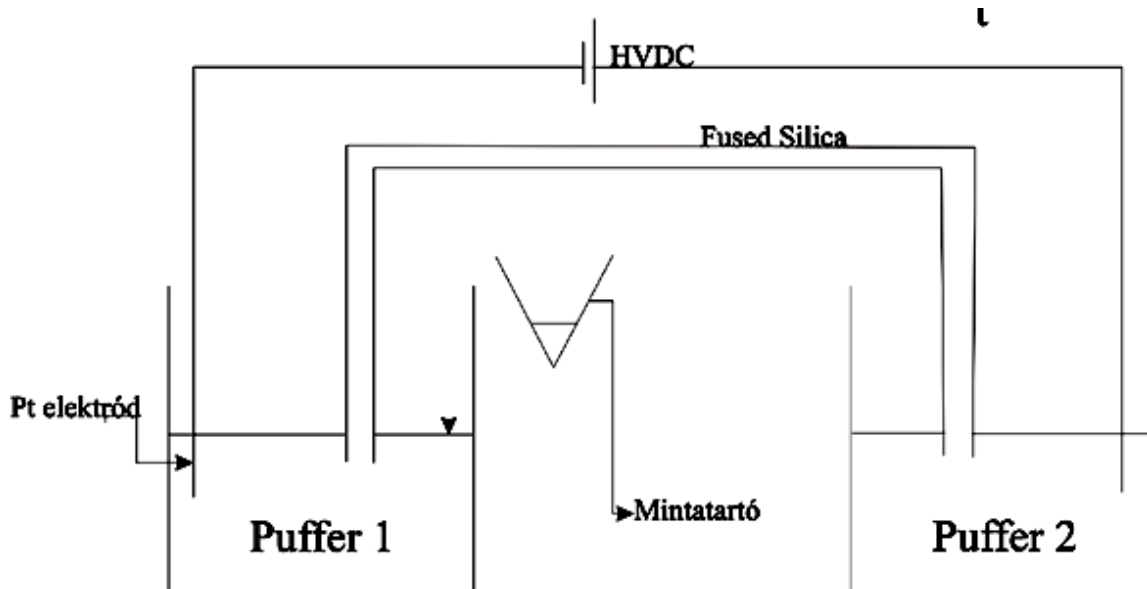 HVDC
Fused Silica
Pt elektród
Mintatartó
Puffer 1
Puffer 2